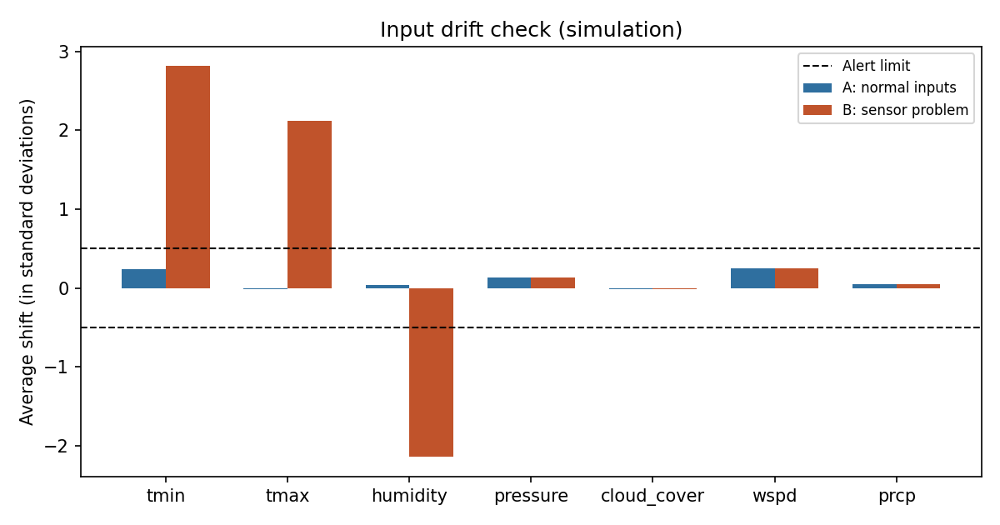 Input drift check (simulation)
Average shift (in standard deviations)
3
2
1
0
−1
−2
Alert limit
A: normal inputs
B: sensor problem
tmin
tmax
humidity
pressure
cloud_cover
wspd
prcp